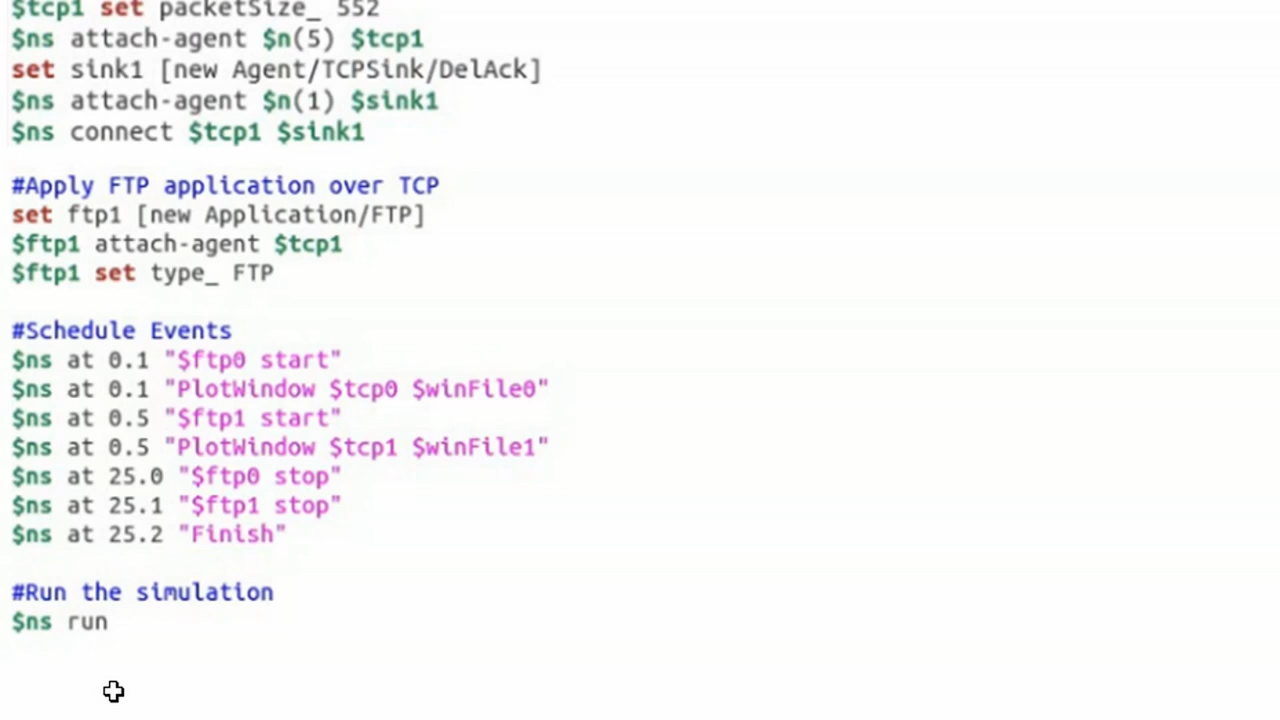 $tcp1 set packetSize_ 552
$ns attach-agent $n(5) $tcp1
set sink1 [new Agent/TCPSink/DelAck]
$ns attach-agent $n(1) $sink1
$ns connect $tcp1 $sink1
#Apply FTP application over TCP
set ftp1 [new Application/FTP]
$ftp1 attach-agent $tcp1
$ftp1 set type_ FTP
#Schedule Events
$ns at 0.1 "$ftp0 start"
$ns at 0.1 "PlotWindow $tcp0 $winFile0"
$ns at 0.5 "$ftp1 start"
$ns at 0.5 "PlotWindow $tcp1 $winFile1"
$ns at 25.0 "$ftp0 stop"
$ns at 25.1 "$ftp1 stop"
$ns at 25.2 "Finish"
#Run the simulation
$ns run